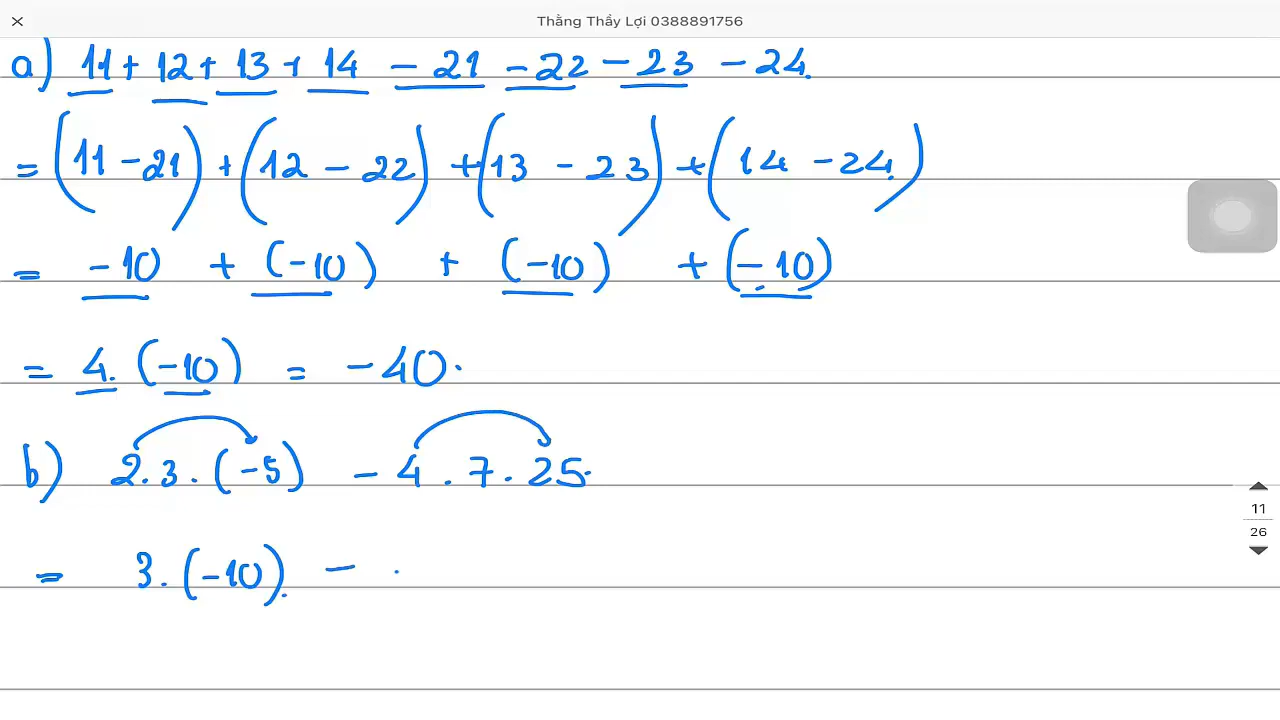 Thằng Thầy Lợi 0388891756
a) 11 + 12 + 13 + 14 - 21 - 22 - 23 - 24.
= (11 - 21) + (12 - 22) + (13 - 23) + (14 - 24.)
= -10 + (-10) + (-10) + (-10)
= 4. (-10) = -40.
b) 2.3.(-5) - 4.7.25.
= 3.(-10). -
11
26